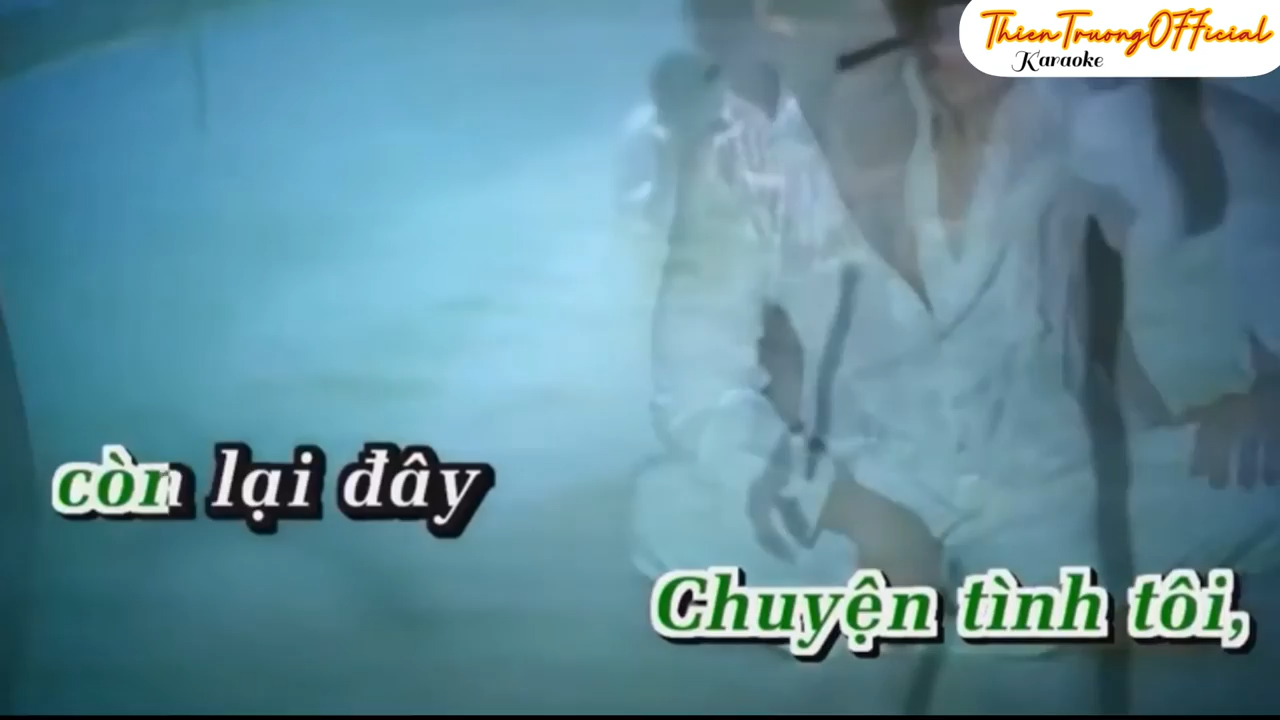 ThienTruongOFficial
Karaoke
còn lại đây
Chuyện tình tôi,